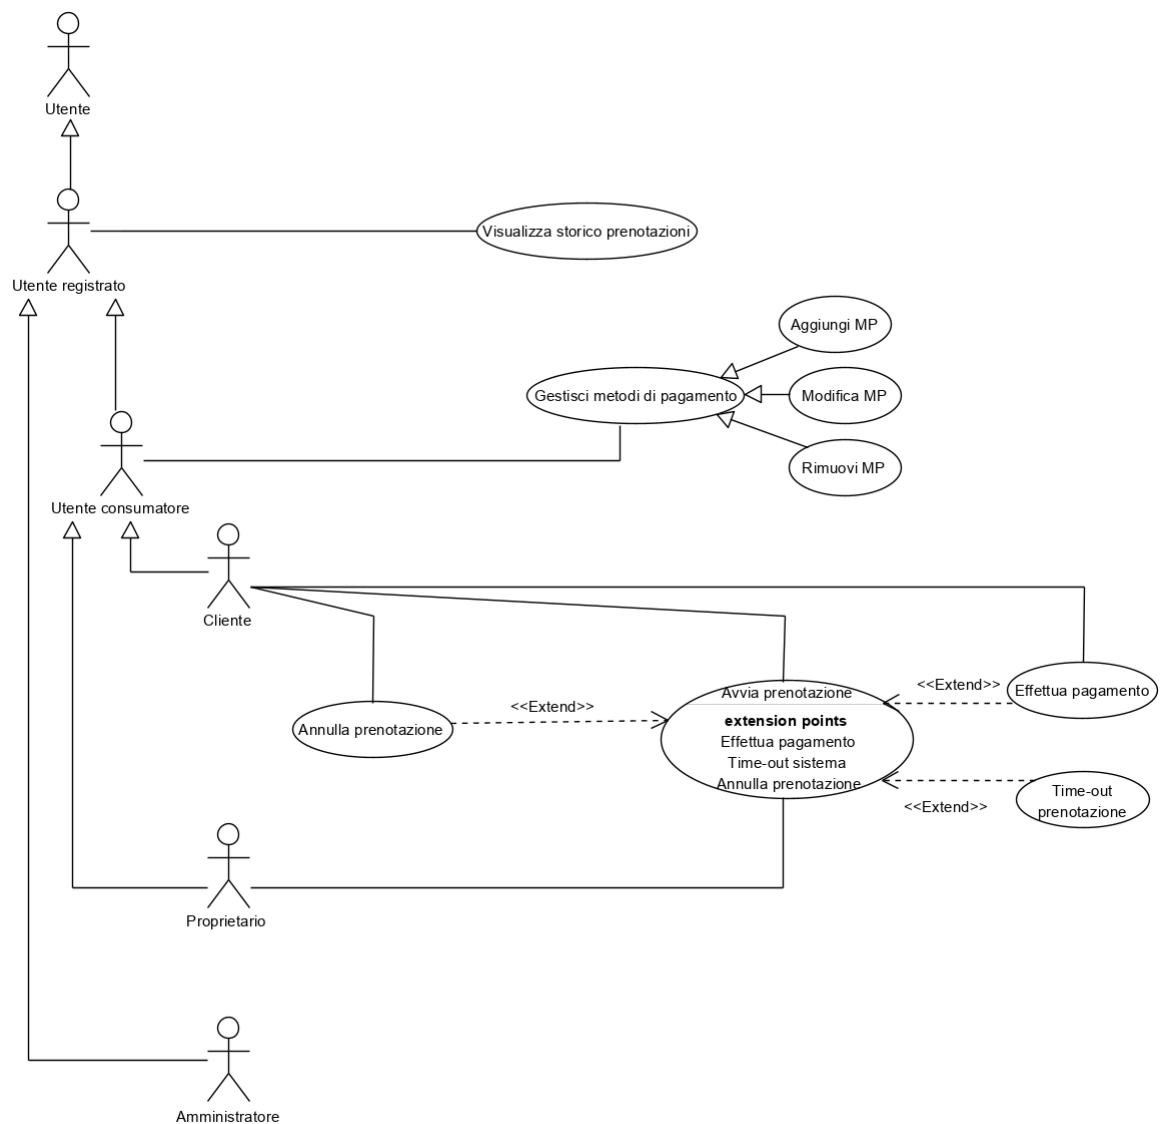 Utente
Visualizza storico prenotazioni
Utente registrato
Aggiungi MP
Gestisci metodi di pagamento
Modifica MP
Rimuovi MP
Utente consumatore
Cliente
<<Extend>>
Effettua pagamento
Avvia prenotazione
<<Extend>>
Annulla prenotazione
extension points
Effettua pagamento
Time-out sistema
Annulla prenotazione
Time-out
prenotazione
<<Extend>>
Proprietario
Amministratore